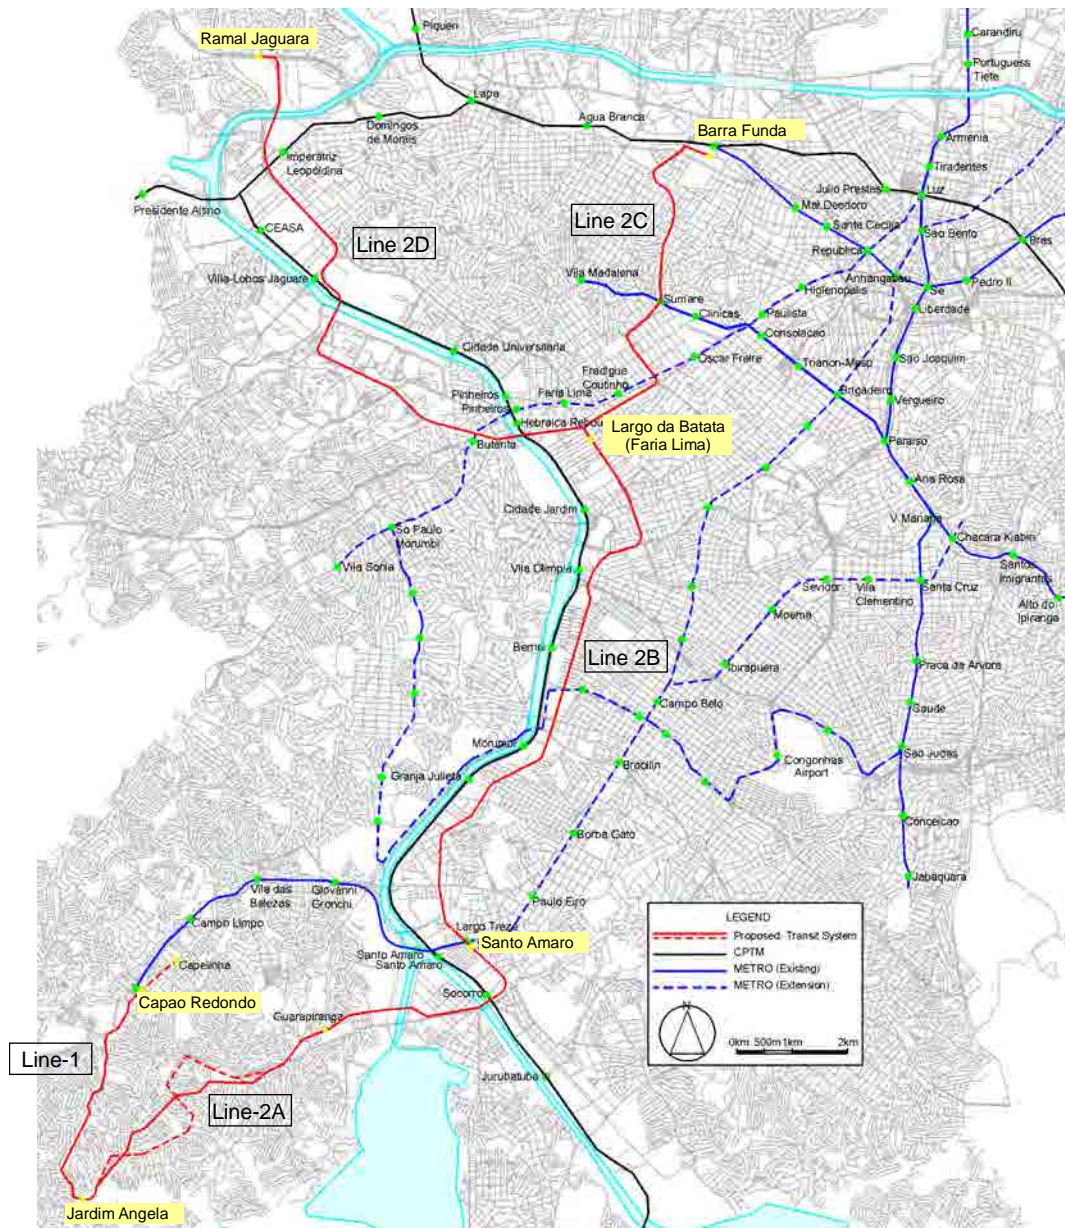 Ramal Jaguara
Piqueri
Carandiru
Portuguesa
Tiete
Lapa
Domingos
de Morais
Agua Branca
Barra Funda
Armenia
Imperatriz
Leopoldina
Tiradentes
Julio Prestes
Luz
Presidente Altino
CEASA
Line 2D
Line 2C
Mal.Deodoro
Santa Cecilia
Sao Bento
Republica
Bras
Villa-Lobos Jaguare
Vila Madalena
Anhangabau
Higienopolis
Se
Pedro II
Sumare
Clinicas
Paulista
Liberdade
Consolacao
Cidade Universitaria
Oscar Freire
Trianon-Masp
Sao Joaquim
Fradique
Coutinho
Pinheiros
Faria Lima
Brigadeiro
Pinheiros
Vergueiro
Hebraica Rebou
Largo da Batata
(Faria Lima)
Butanta
Paraiso
Ana Rosa
Cidade Jardim
V.Mariana
So Paulo
Morumbi
Chacara Klabin
Vila Sonia
Vila Olimpia
Santos
Imigrantes
Sevidor
Vila
Clementino
Santa Cruz
Alto do
Ipiranga
Moema
Berrini
Line 2B
Ibirapuera
Praca da Arvore
Campo Belo
Saude
Morumbi
Sao Judas
Granja Julieta
Brooklin
Congonhas
Airport
Borba Gato
Conceicao
Vila das
Belezas
Giovanni
Gronchi
Jabaquara
Paulo Eiro
Campo Limpo
Largo Treze
Santo Amaro
Santo Amaro
Santo Amaro
Capelinha
Capao Redondo
Socorro
Guarapiranga
Line-1
Jurubatuba
Line-2A
Jardim Angela
LEGEND
Proposed Transit System
CPTM
METRO (Existing)
METRO (Extension)
N
0km 500m 1km 2km